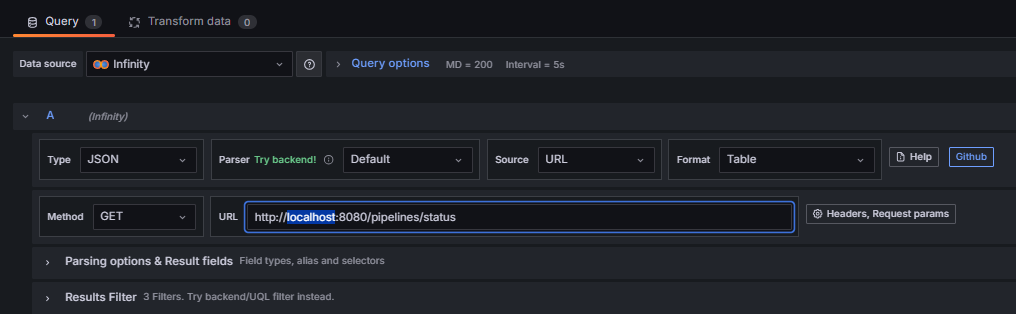 Query 1 Transform data 0
Data source Infinity Query options MD = 200 Interval = 5s
A (Infinity)
Type JSON Parser Try backend! Default Source URL Format Table Help Github
Method GET URL http://localhost:8080/pipelines/status Headers, Request params
Parsing options & Result fields Field types, alias and selectors
Results Filter 3 Filters. Try backend/UQL filter instead.